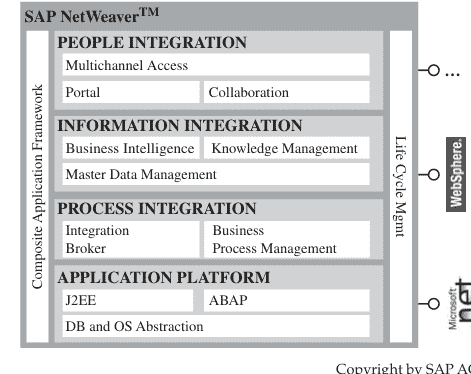 SAP NetWeaver™
PEOPLE INTEGRATION
Multichannel Access
Portal
Collaboration
INFORMATION INTEGRATION
Business Intelligence
Knowledge Management
Master Data Management
PROCESS INTEGRATION
Integration
Broker
Business
Process Management
APPLICATION PLATFORM
J2EE
ABAP
DB and OS Abstraction
Composite Application Framework
Life Cycle Mgmt
...
WebSphere.
Microsoft
net
Copyright by SAP AG